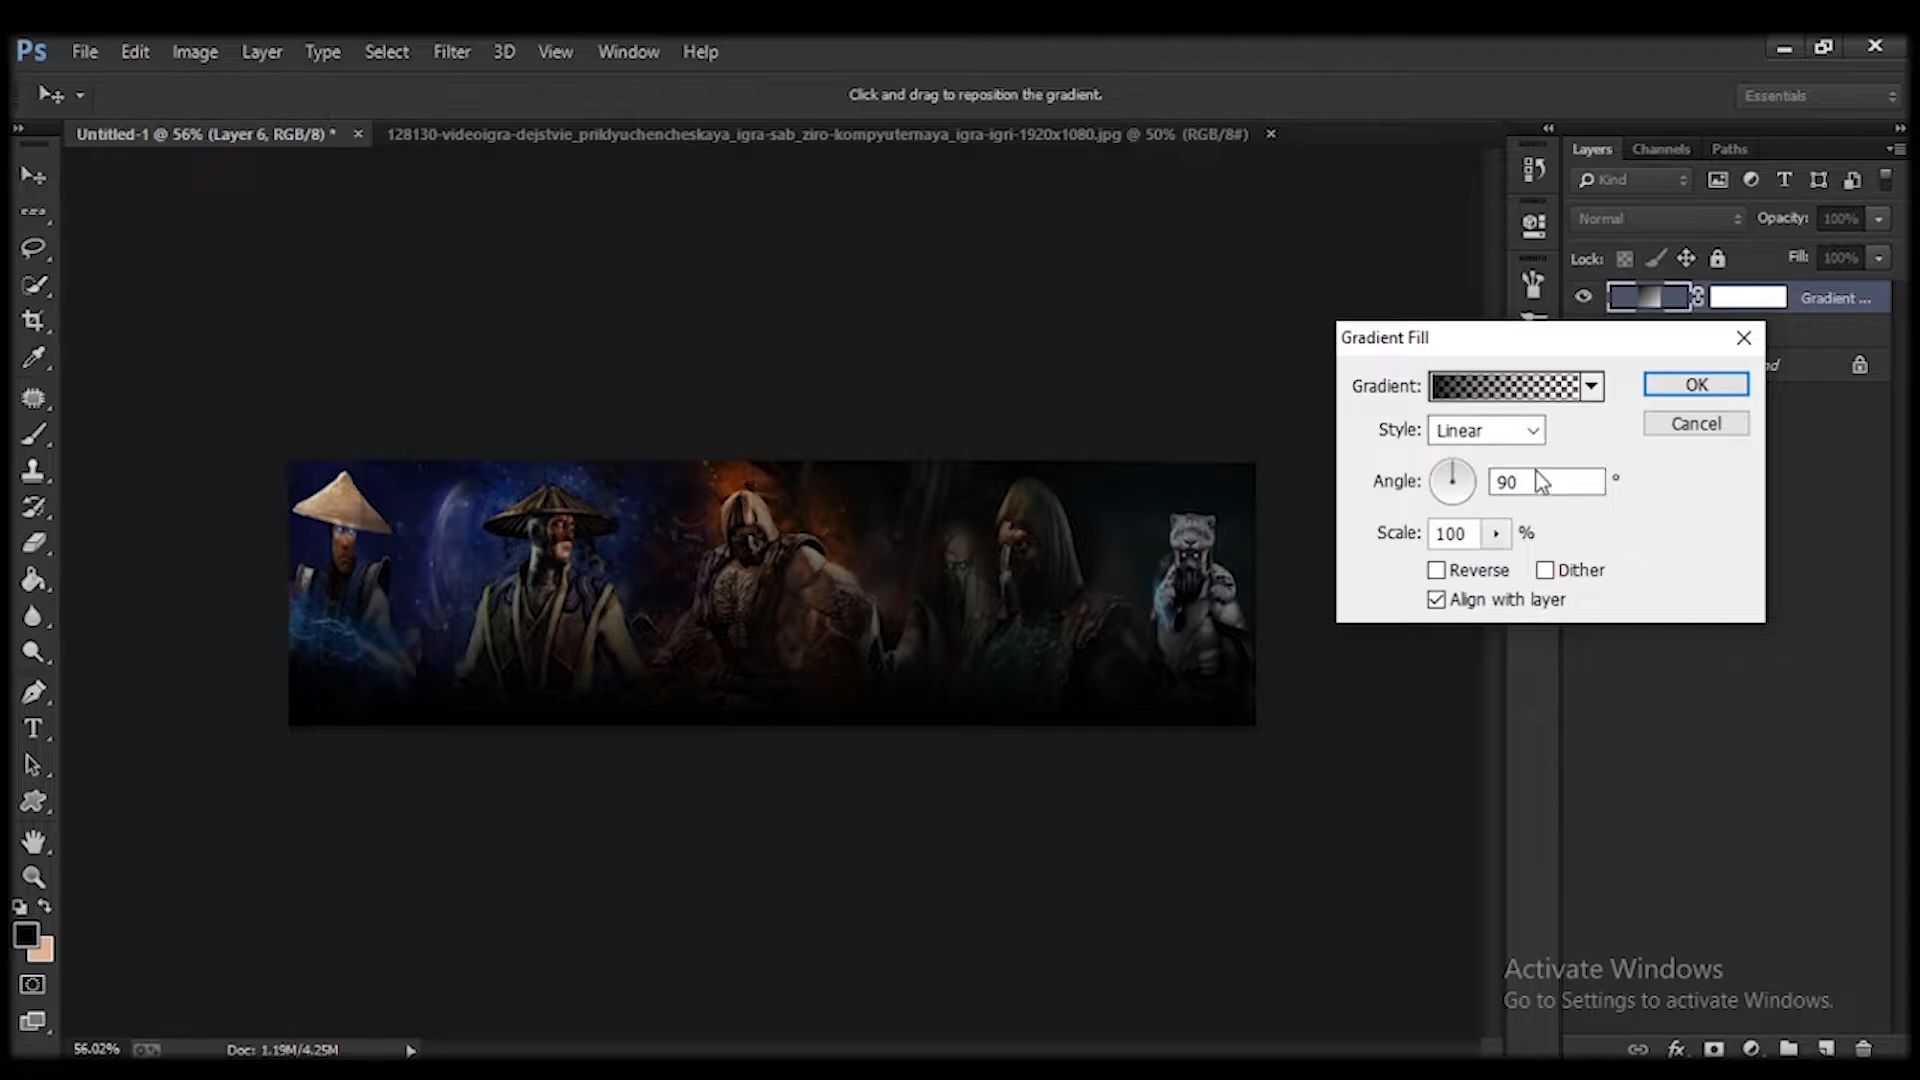 Ps File Edit Image Layer Type Select Filter 3D View Window Help
Click and drag to reposition the gradient.
Essentials
Untitled-1 @ 56% (Layer 6, RGB/8) * ×
128130-videoigra-dejstvie_priklyuchencheskaya_igra-sab_ziro-kompyuternaya_igra-igri-1920x1080.jpg @ 50% (RGB/8#) ×
Layers Channels Paths
Kind
Normal Opacity: 100%
Lock: Fill: 100%
Gradient ...
Gradient Fill
Gradient:
OK
Style: Linear
Cancel
Angle: 90 °
Scale: 100 %
Reverse Dither
Align with layer
Activate Windows
Go to Settings to activate Windows.
56.02% Doc: 1.19M/4.25M
fx